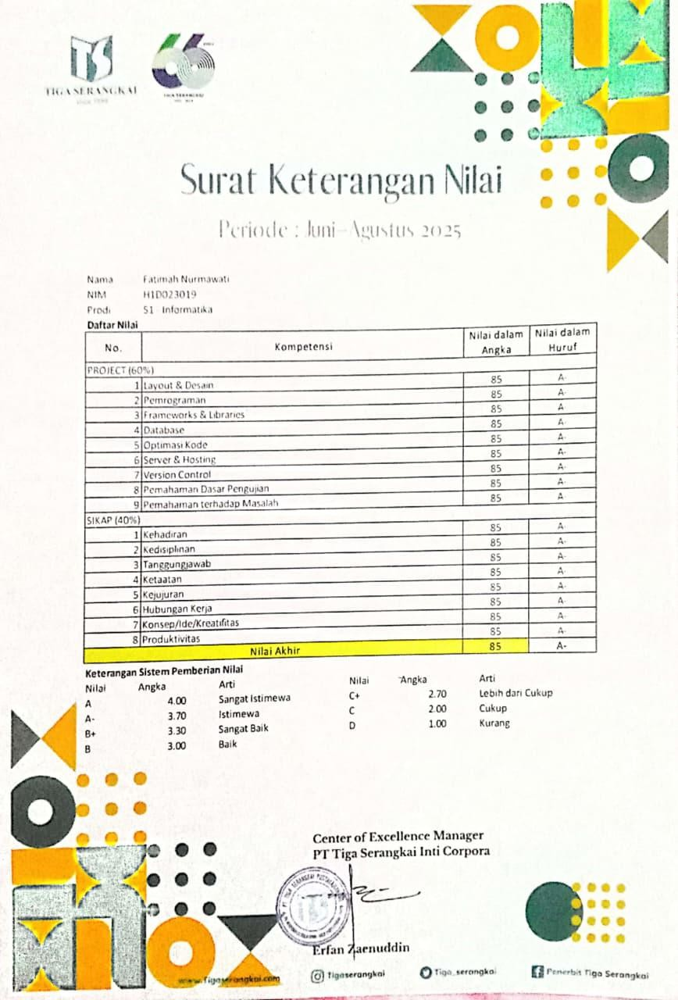 TS
TIGA SERANGKAI
66
TIGA SERANGKAI
Surat Keterangan Nilai
Periode : Juni-Agustus 2025
Nama Fatimah Nurmawati
NIM H1D023019
Prodi S1 Informatika
Daftar Nilai
No. Kompetensi Nilai dalam Angka Nilai dalam Huruf
PROJECT (60%)
1 Layout & Desain 85 A-
2 Pemrograman 85 A-
3 Frameworks & Libraries 85 A
4 Database 85 A-
5 Optimasi Kode 85 A-
6 Server & Hosting 85 A-
7 Version Control 85 A-
8 Pemahaman Dasar Pengujian 85 A-
9 Pemahaman terhadap Masalah 85 A
SIKAP (40%)
1 Kehadiran 85 A-
2 Kedisiplinan 85 A-
3 Tanggungjawab 85 A-
4 Ketaatan 85 A-
5 Kejujuran 85 A-
6 Hubungan Kerja 85 A-
7 Konsep/Ide/Kreatifitas 85 A-
8 Produktivitas 85 A-
Nilai Akhir 85 A-
Keterangan Sistem Pemberian Nilai
Nilai Angka Arti Nilai Angka Arti
A 4.00 Sangat Istimewa C+ 2.70 Lebih dari Cukup
A- 3.70 Istimewa C 2.00 Cukup
B+ 3.30 Sangat Baik D 1.00 Kurang
B 3.00 Baik
Center of Excellence Manager
PT Tiga Serangkai Inti Corpora
TS
Erfan Zaenuddin
www.Tigaserangkai.com Tigaserangkai Tiga_serangkai Penerbit Tiga Serangkai